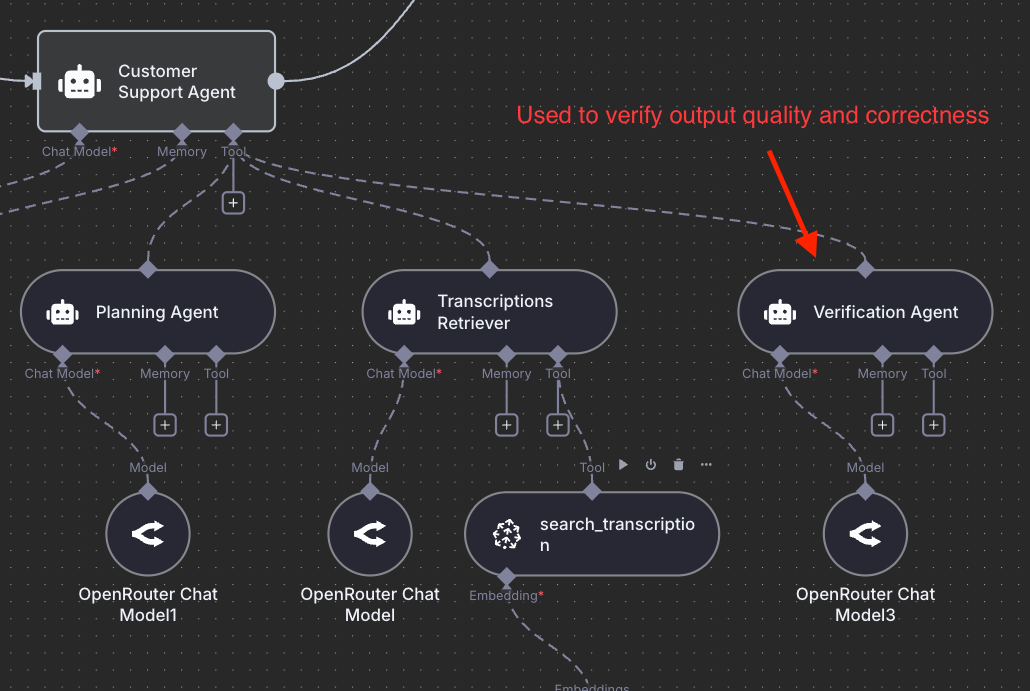 Customer
Support Agent
Used to verify output quality and correctness
Chat Model*
Memory
Tool
Planning Agent
Transcriptions
Retriever
Verification Agent
Chat Model*
Memory
Tool
Chat Model*
Memory
Tool
Chat Model*
Memory
Tool
Model
Model
Tool
Model
search_transcriptio
n
OpenRouter Chat
Model1
OpenRouter Chat
Model
Embedding*
OpenRouter Chat
Model3
Embeddings